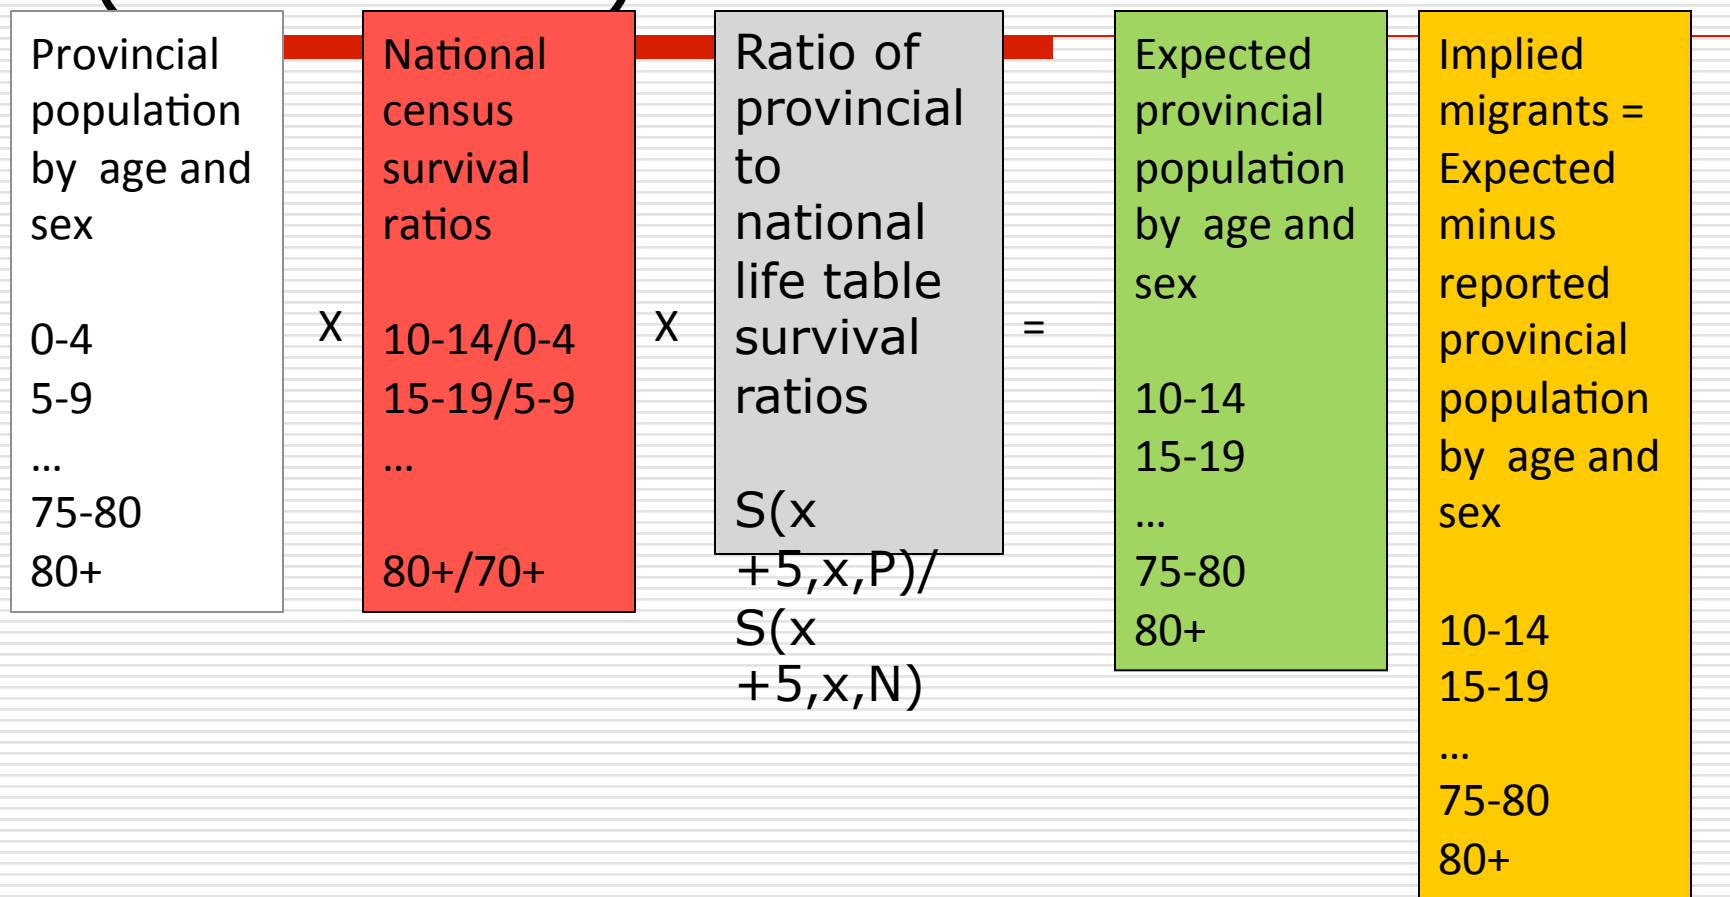 Provincial
population
by age and
sex
0-4
5-9
…
75-80
80+
X
National
census
survival
ratios
10-14/0-4
15-19/5-9
…
80+/70+
X
Ratio of
provincial
to
national
life table
survival
ratios
S(x
+5,x,P)/
S(x
+5,x,N)
=
Expected
provincial
population
by age and
sex
10-14
15-19
…
75-80
80+
Implied
migrants =
Expected
minus
reported
provincial
population
by age and
sex
10-14
15-19
…
75-80
80+